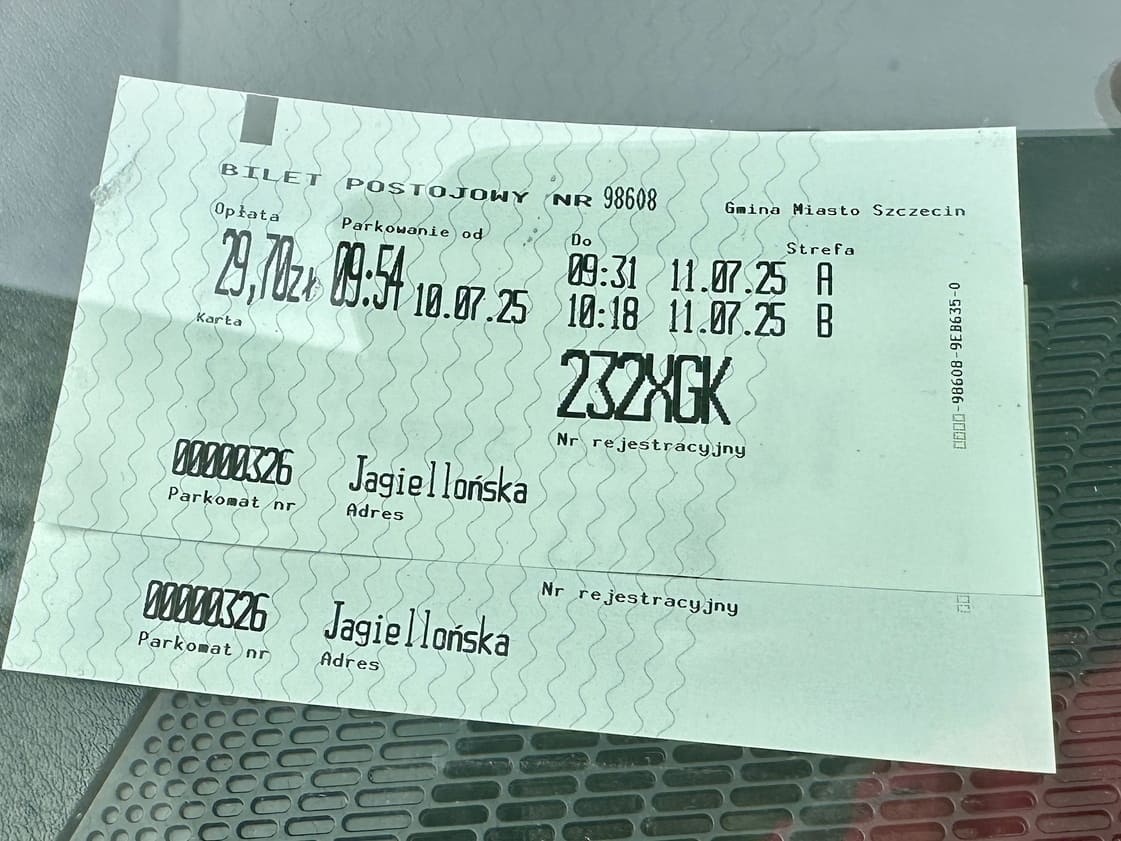 BILET POSTOJOWY NR 98608
Gmina Miasto Szczecin
Opłata Parkowanie od Do Strefa
29,70zł 09:54 10.07.25 09:31 11.07.25 A
10:18 11.07.25 B
Karta
232XGK
Nr rejestracyjny
00000326 Jagiellońska
Parkomat nr Adres
-98608-9EB635-0
Nr rejestracyjny
00000326 Jagiellońska
Parkomat nr Adres